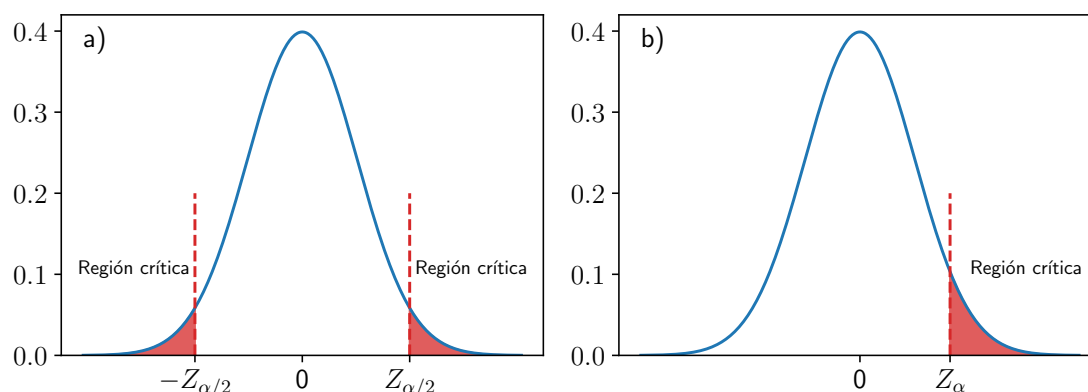 a)
0.4
0.3
0.2
0.1
0.0
Región crítica
Región crítica
−Z_{α/2}
0
Z_{α/2}
b)
0.4
0.3
0.2
0.1
0.0
Región crítica
0
Z_α